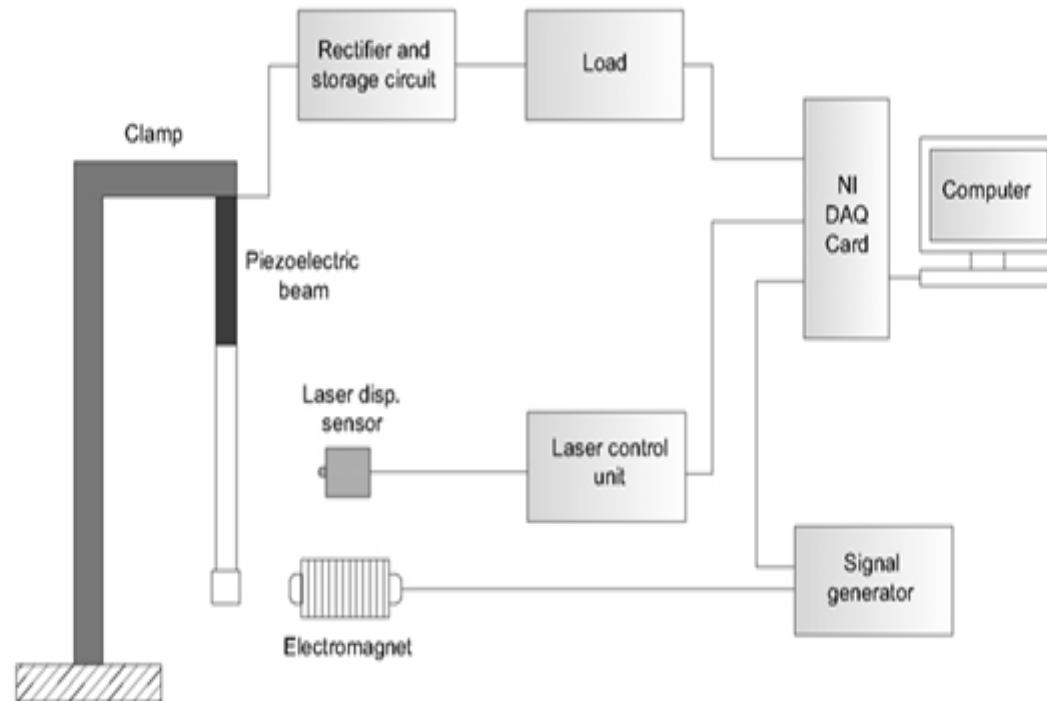 Rectifier and
storage circuit
Load
Clamp
NI
DAQ
Card
Computer
Piezoelectric
beam
Laser disp.
sensor
Laser control
unit
Signal
generator
Electromagnet